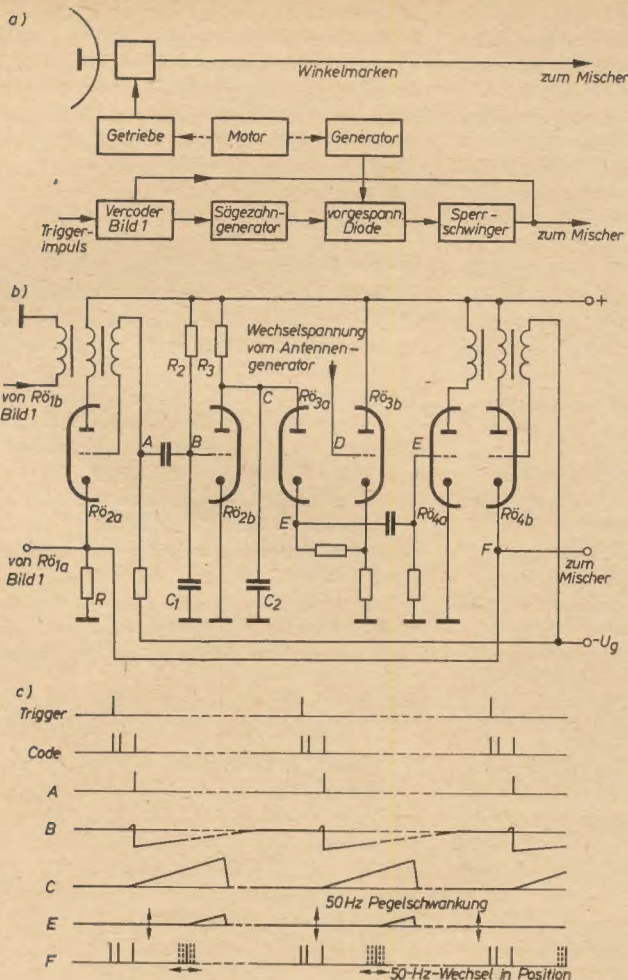 a)
Winkelmarken
zum Mischer
Getriebe
Motor
Generator
Trigger-
Impuls
Vercoder
Bild 1
Sägezahn-
generator
vorgespann.
Diode
Sperr-
schwinger
zum Mischer
b)
+
Wechselspannung
vom Antennen-
generator
R2
R3
C
Rö3a
Rö3b
von Rö1b
Bild 1
A
B
D
E
Rö2a
Rö2b
E
Rö4a
Rö4b
von Rö1a
Bild 1
F
zum
Mischer
R
C1
C2
-Ug
c)
Trigger
Code
A
B
C
50Hz Pegelschwankung
E
F
50-Hz-Wechsel in Position